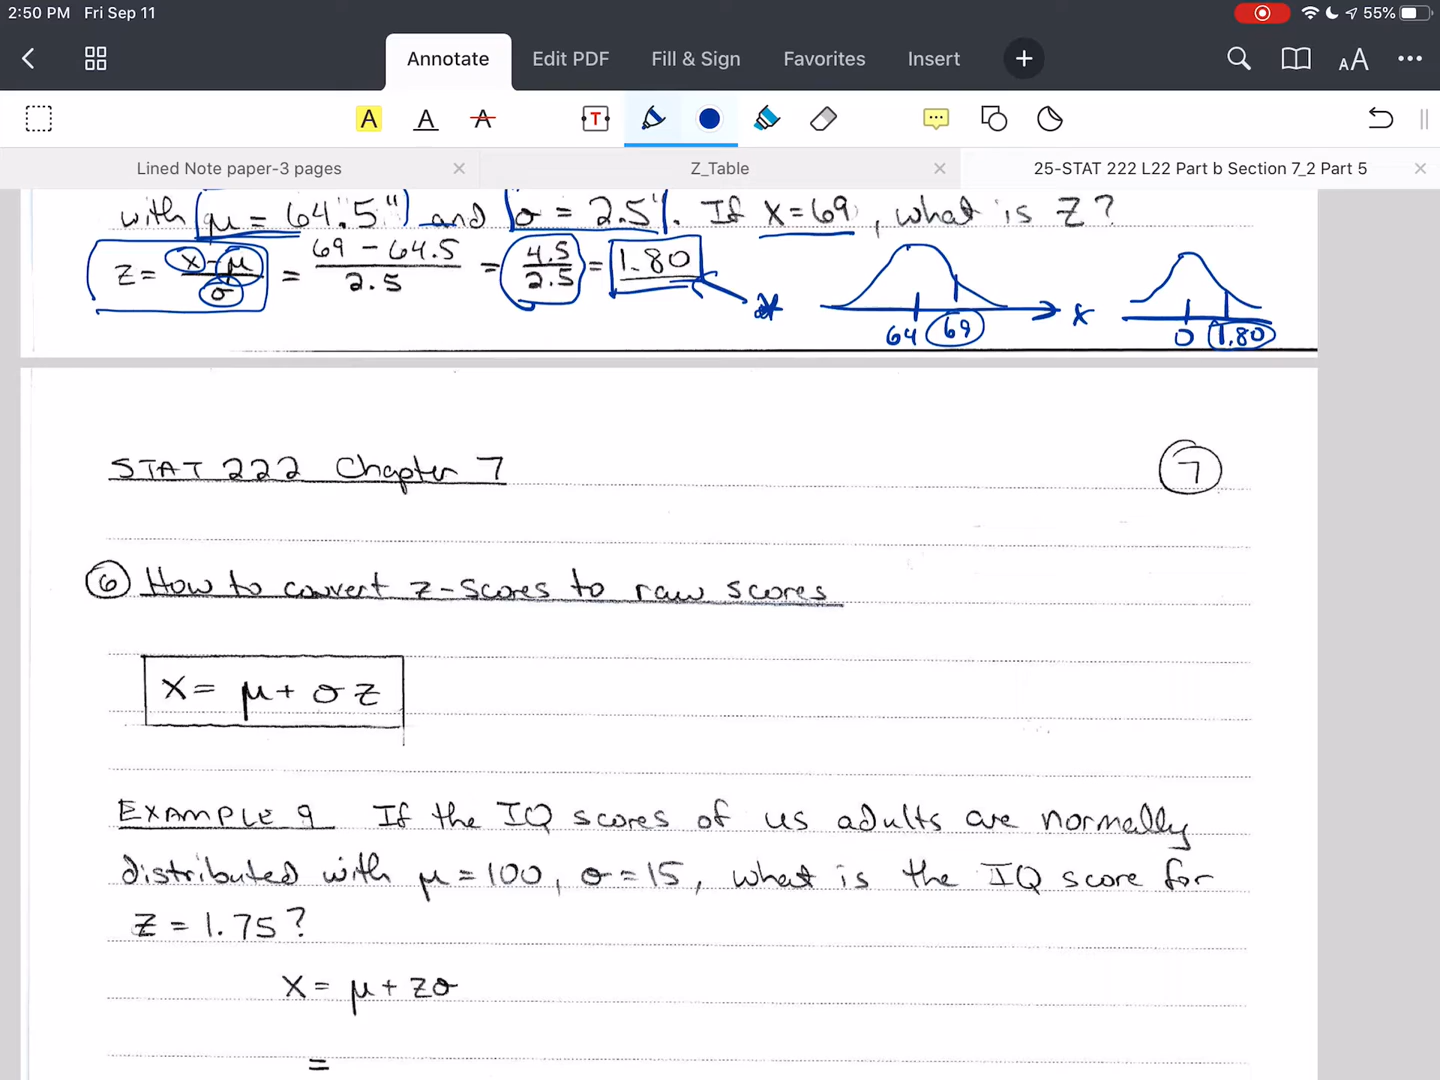 2:50 PM Fri Sep 11
55%
Annotate Edit PDF Fill & Sign Favorites Insert
AA
A A A T
Lined Note paper-3 pages
Z_Table
25-STAT 222 L22 Part b Section 7_2 Part 5
with μ = 64.5" and σ = 2.5". If X=69, what is Z?
Z = x-μ/σ = 69 - 64.5/2.5 = 4.5/2.5 = 1.80
64 69 x
0 1.80
STAT 222 Chapter 7
7
6 How to convert z-scores to raw scores
X = μ + σ z
EXAMPLE 9 If the IQ scores of us adults are normally
distributed with μ = 100, σ = 15, what is the IQ score for
Z = 1.75?
X = μ + zσ
=